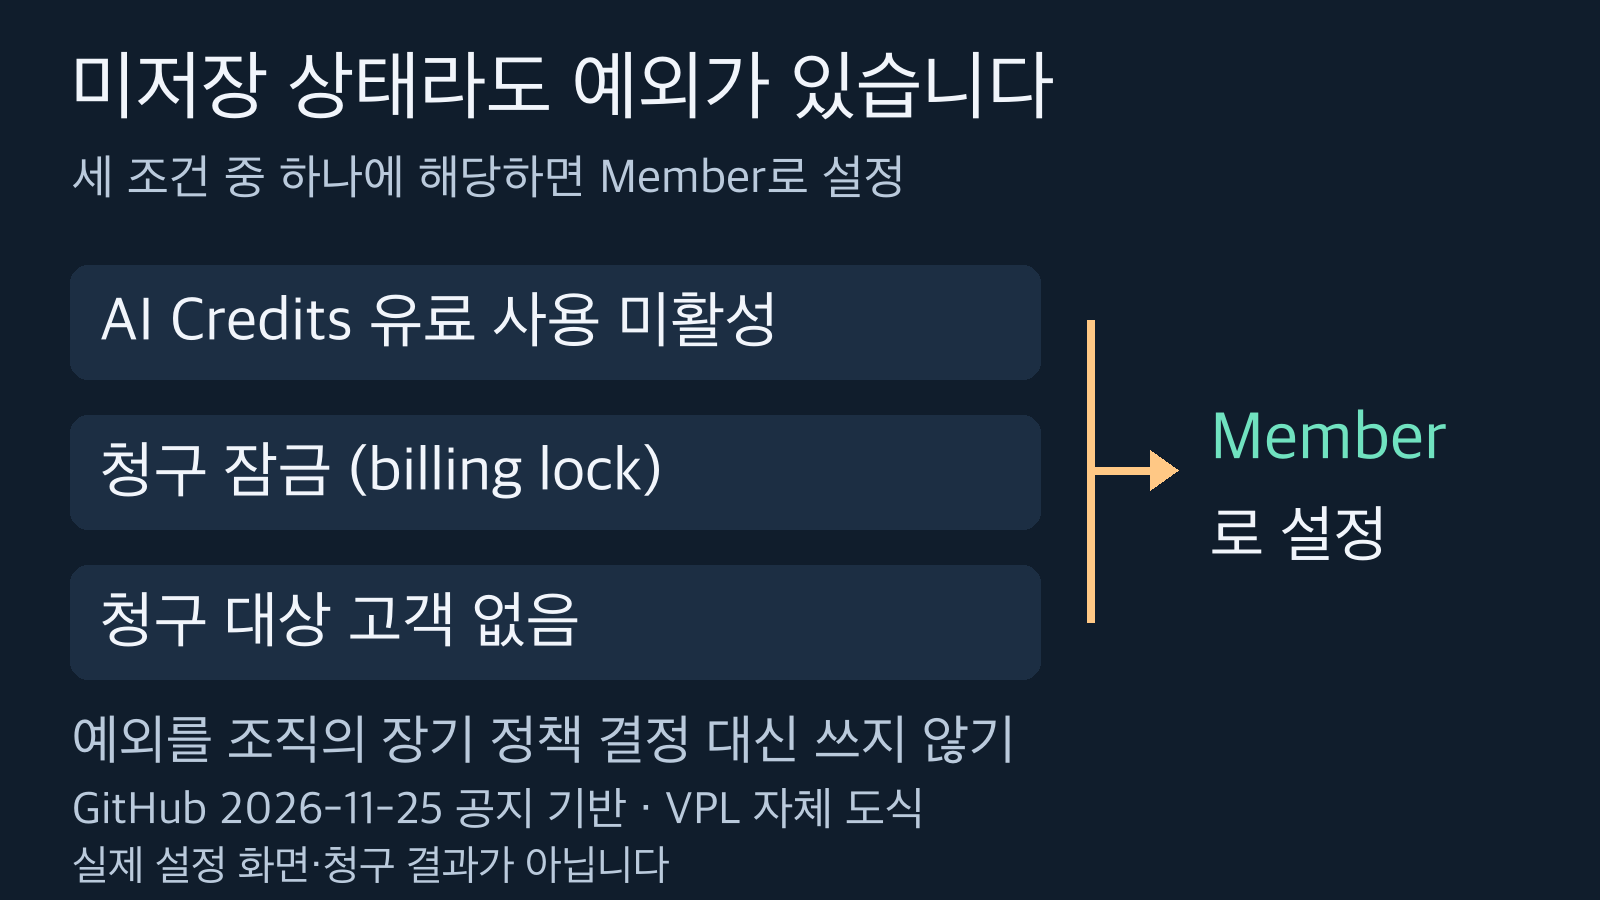 미저장 상태라도 예외가 있습니다
세 조건 중 하나에 해당하면 Member로 설정
AI Credits 유료 사용 미활성
청구 잠금 (billing lock)
청구 대상 고객 없음
Member
로 설정
예외를 조직의 장기 정책 결정 대신 쓰지 않기
GitHub 2026-11-25 공지 기반 · VPL 자체 도식
실제 설정 화면·청구 결과가 아닙니다